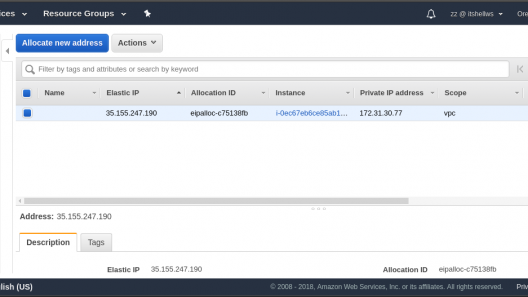 ces Resource Groups zz @ itshellws Ore
Allocate new address Actions
Filter by tags and attributes or search by keyword
Name Elastic IP Allocation ID Instance Private IP address Scope
35.155.247.190 eipalloc-c75138fb i-0ec67eb6ce85ab1... 172.31.30.77 vpc
Address: 35.155.247.190
Description Tags
Elastic IP 35.155.247.190 Allocation ID eipalloc-c75138fb
lish (US) © 2008 - 2018, Amazon Web Services, Inc. or its affiliates. All rights reserved. Priv